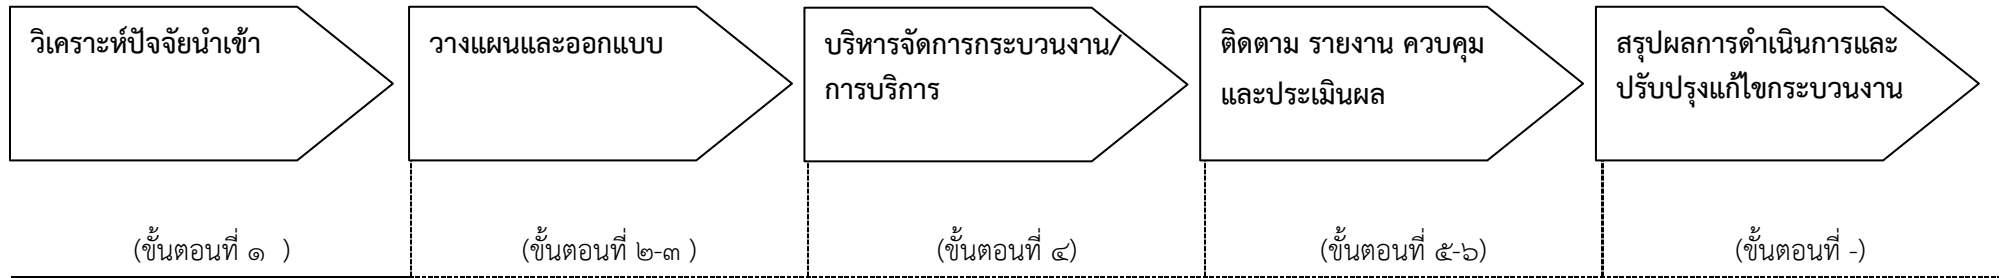 วิเคราะห์ปัจจัยนำเข้า
วางแผนและออกแบบ
บริหารจัดการกระบวนงาน/
การบริการ
ติดตาม รายงาน ควบคุม
และประเมินผล
สรุปผลการดำเนินการและ
ปรับปรุงแก้ไขกระบวนงาน
(ขั้นตอนที่ ๑ )
(ขั้นตอนที่ ๒-๓ )
(ขั้นตอนที่ ๔)
(ขั้นตอนที่ ๕-๖)
(ขั้นตอนที่ -)